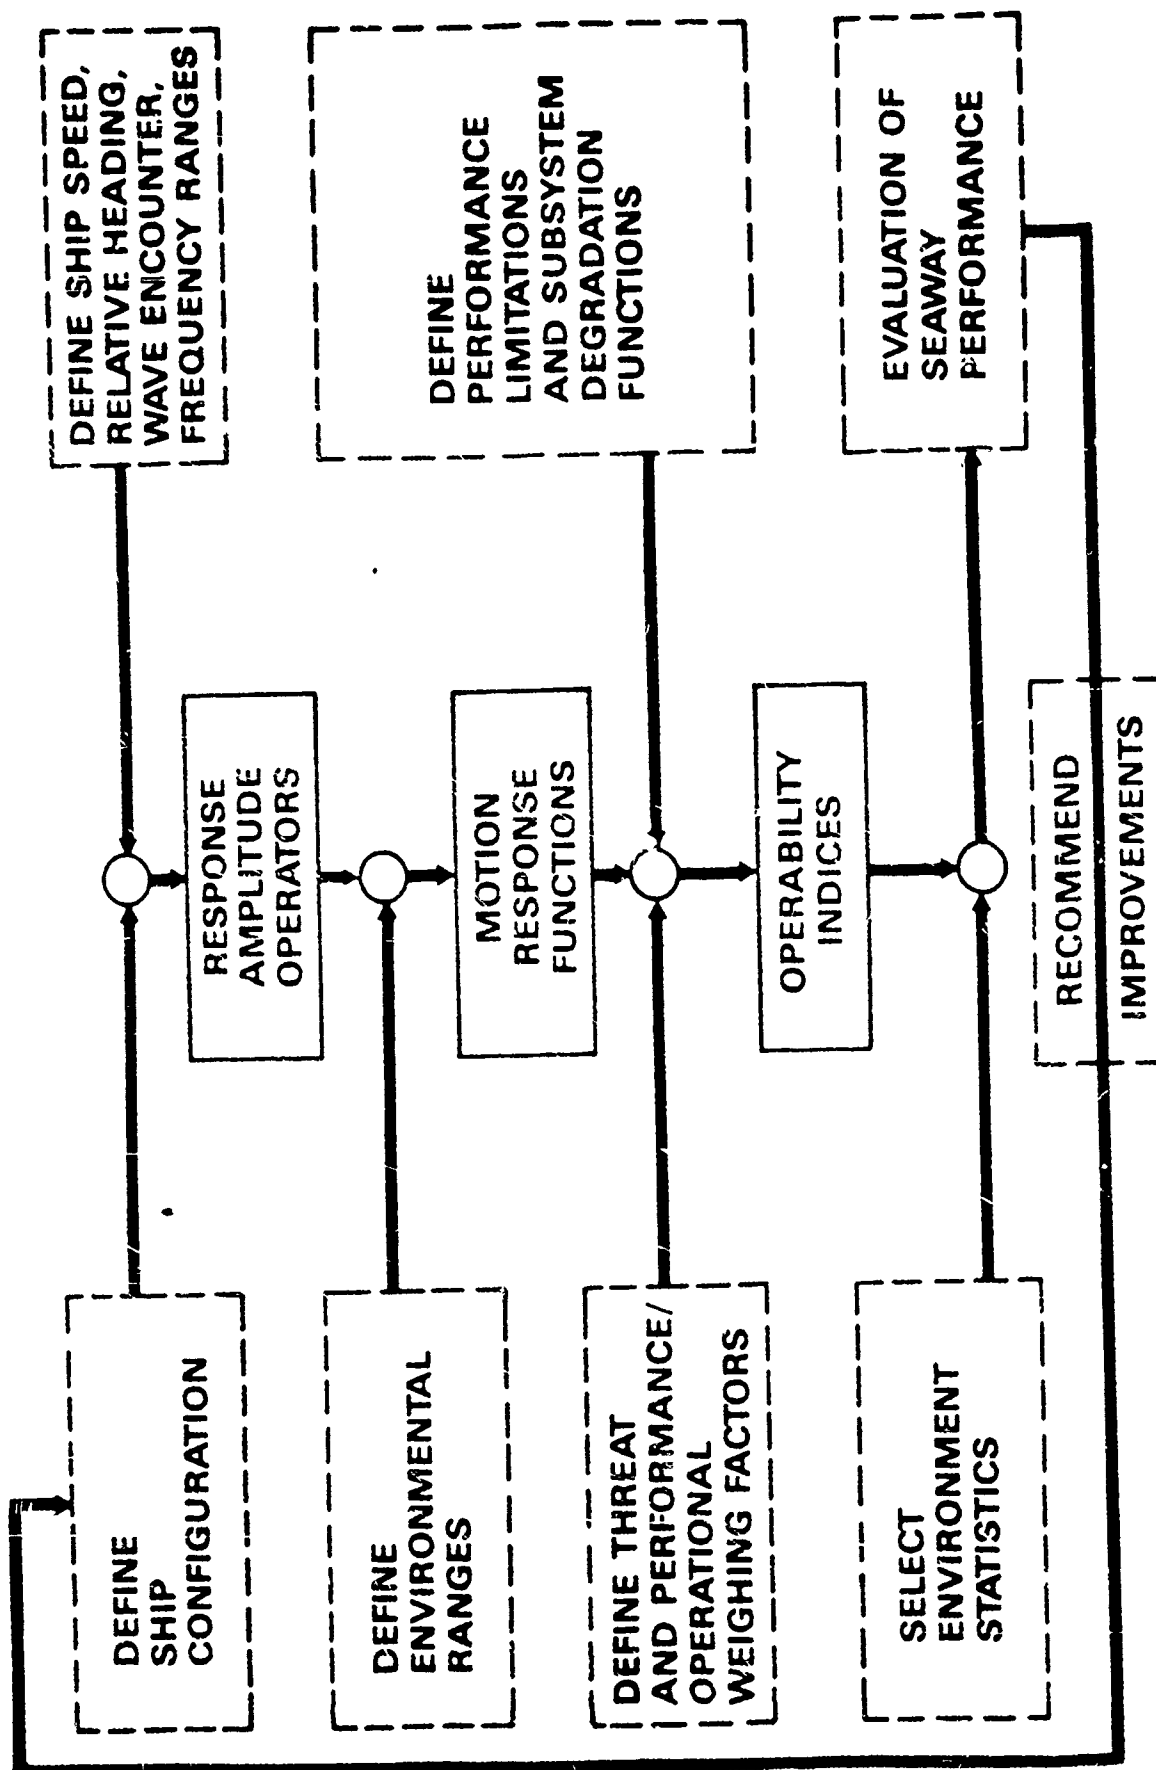 DEFINE
SHIP
CONFIGURATION
DEFINE SHIP SPEED,
RELATIVE HEADING,
WAVE ENCOUNTER,
FREQUENCY RANGES
RESPONSE
AMPLITUDE
OPERATORS
DEFINE
ENVIRONMENTAL
RANGES
MOTION
RESPONSE
FUNCTIONS
DEFINE
PERFORMANCE
LIMITATIONS
AND SUBSYSTEM
DEGRADATION
FUNCTIONS
DEFINE THREAT
AND PERFORMANCE/
OPERATIONAL
WEIGHING FACTORS
OPERABILITY
INDICES
SELECT
ENVIRONMENT
STATISTICS
EVALUATION OF
SEAWAY
PERFORMANCE
RECOMMEND
IMPROVEMENTS